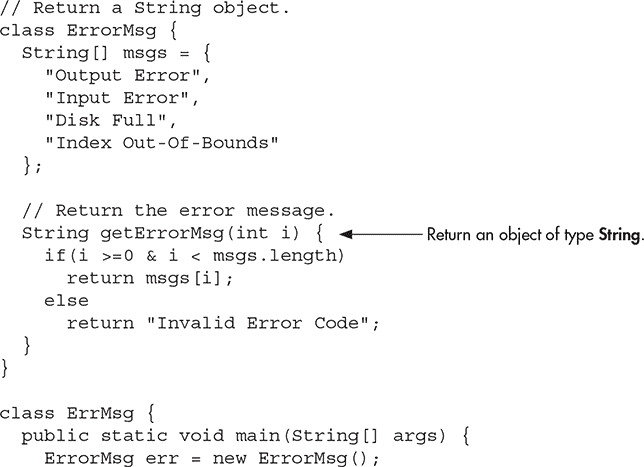 // Return a String object.
class ErrorMsg {
  String[] msgs = {
    "Output Error",
    "Input Error",
    "Disk Full",
    "Index Out-Of-Bounds"
  };

  // Return the error message.
  String getErrorMsg(int i) { Return an object of type String.
    if(i >=0 & i < msgs.length)
      return msgs[i];
    else
      return "Invalid Error Code";
  }
}

class ErrMsg {
  public static void main(String[] args) {
    ErrorMsg err = new ErrorMsg();